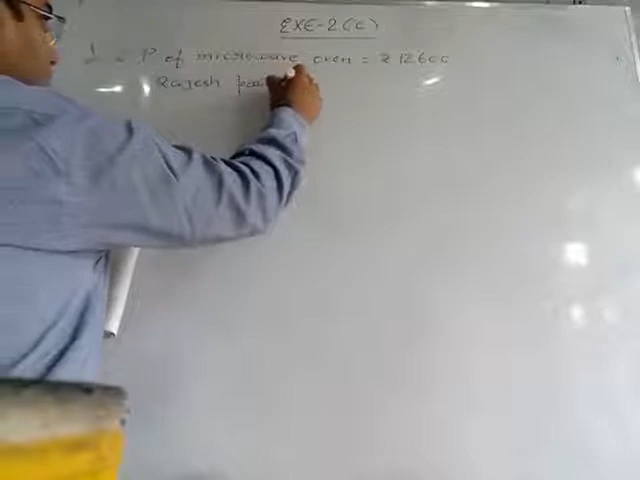 EXE-2(C)
1 = P of microwave oven = ₹ 12600
Rajesh